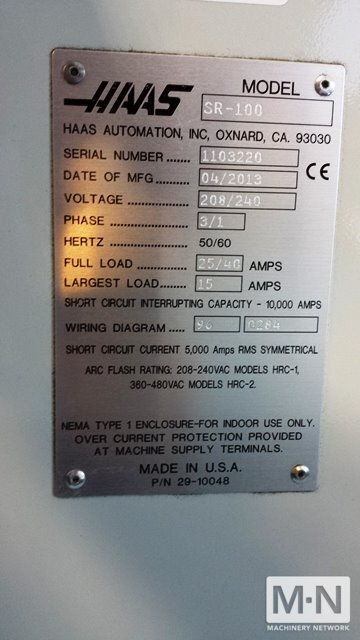 HAAS
MODEL
SR-100
HAAS AUTOMATION, INC, OXNARD, CA. 93030
SERIAL NUMBER ....... 1103220
DATE OF MFG ........... 04/2013
CE
VOLTAGE .................. 208/240
PHASE ...................... 3/1
HERTZ ...................... 50/60
FULL LOAD ............... 25/40 AMPS
LARGEST LOAD....... 15 AMPS
SHORT CIRCUIT INTERRUPTING CAPACITY - 10,000 AMPS
WIRING DIAGRAM ..... 96 0284
SHORT CIRCUIT CURRENT 5,000 Amps RMS SYMMETRICAL
ARC FLASH RATING: 208-240VAC MODELS HRC-1,
360-480VAC MODELS HRC-2.
NEMA TYPE 1 ENCLOSURE-FOR INDOOR USE ONLY.
OVER CURRENT PROTECTION PROVIDED
AT MACHINE SUPPLY TERMINALS.
MADE IN U.S.A.
P/N 29-10048
M·N
MACHINERY NETWORK